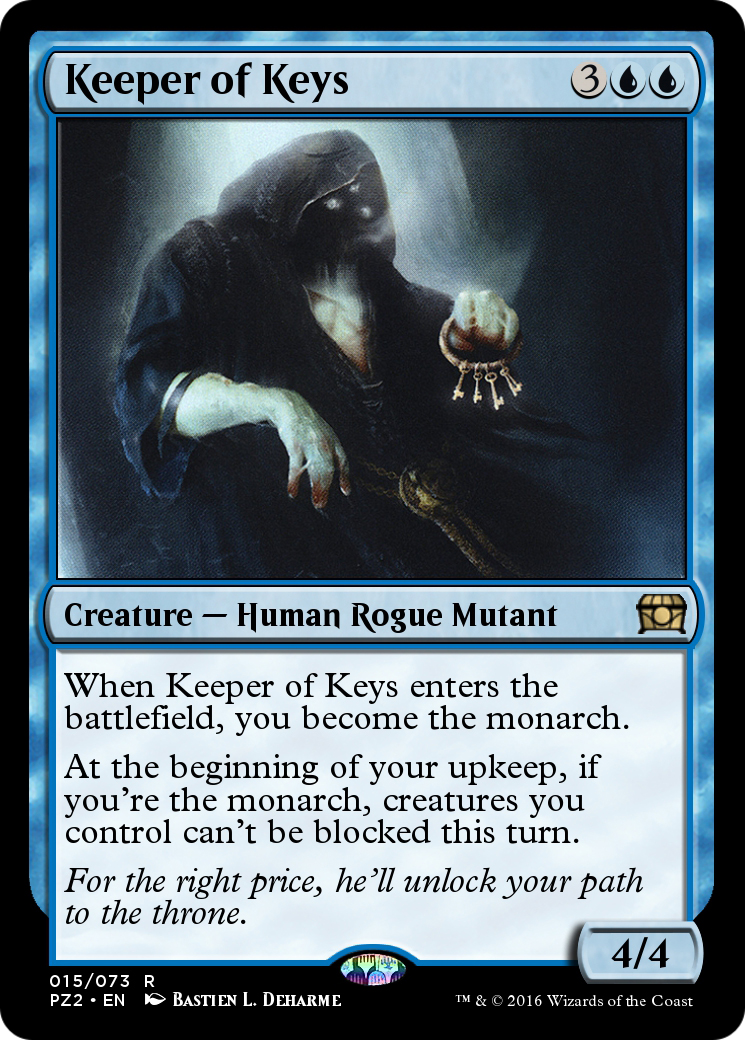 Keeper of Keys 3
Creature — Human Rogue Mutant
When Keeper of Keys enters the
battlefield, you become the monarch.
At the beginning of your upkeep, if
you're the monarch, creatures you
control can't be blocked this turn.
For the right price, he'll unlock your path
to the throne.
4/4
015/073 R
PZ2 • EN Bastien L. Deharme
™ & © 2016 Wizards of the Coast